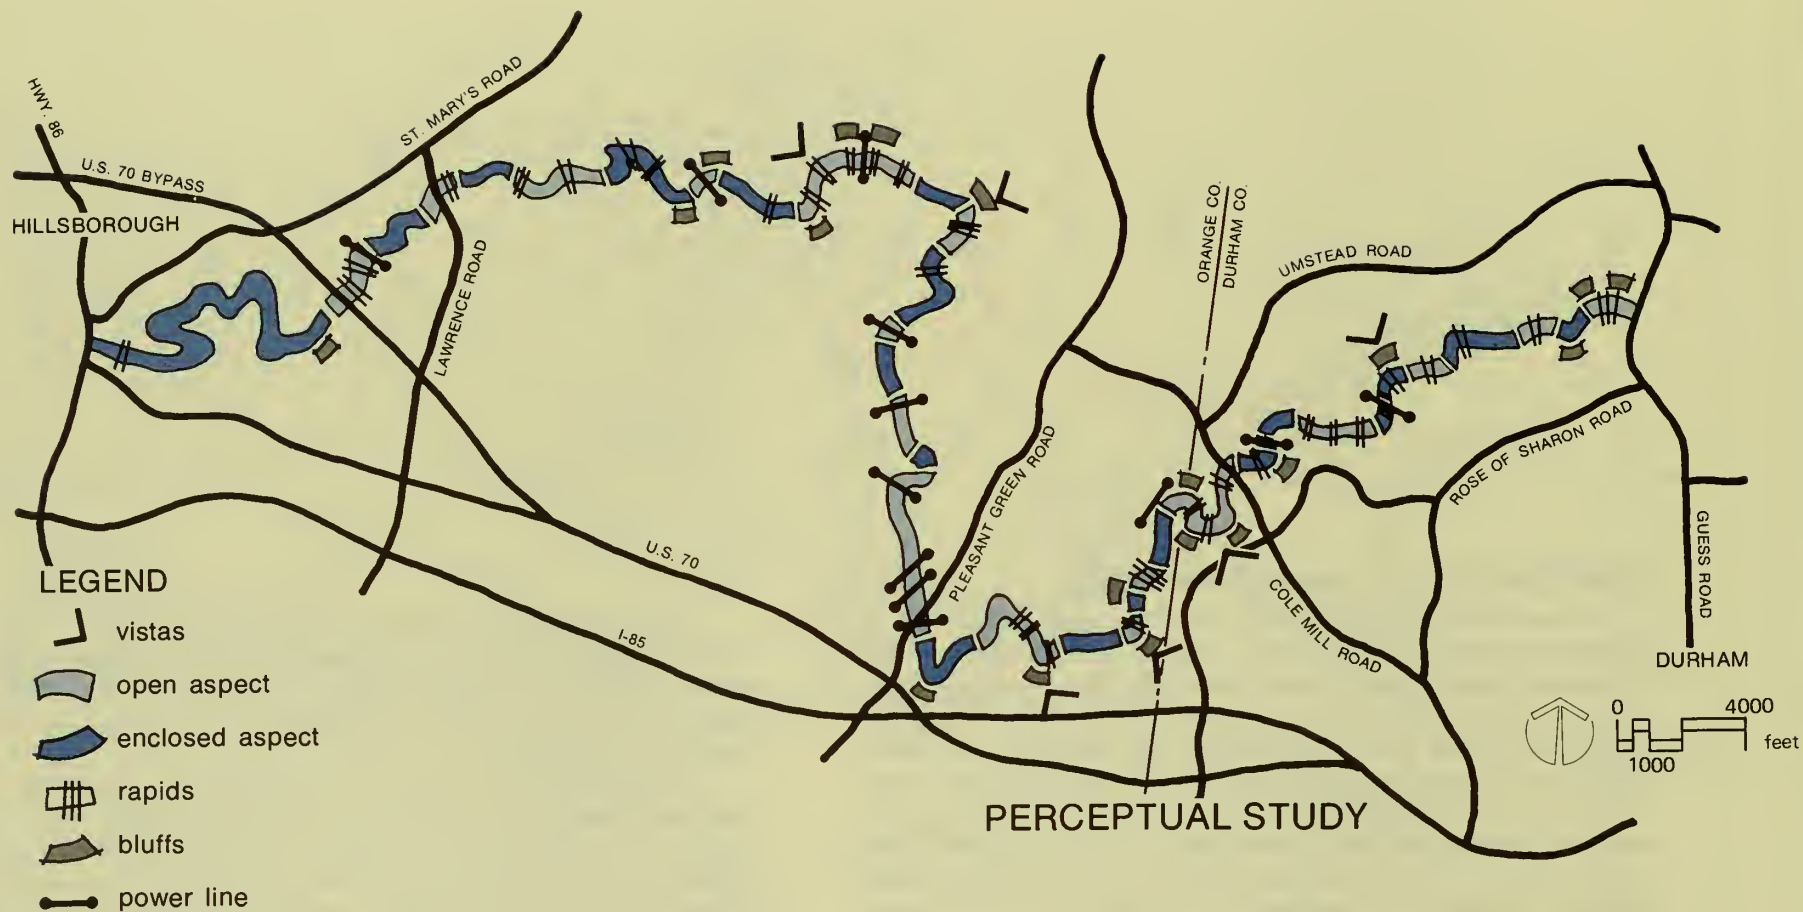 HWY. 86
U.S. 70 BYPASS
HILLSBOROUGH
ST. MARY'S ROAD
LAWRENCE ROAD
U.S. 70
I-85
PLEASANT GREEN ROAD
ORANGE CO.
DURHAM CO.
UMSTEAD ROAD
ROSE OF SHARON ROAD
GUESS ROAD
COLE MILL ROAD
DURHAM
LEGEND
vistas
open aspect
enclosed aspect
rapids
bluffs
power line
0 4000
feet
1000
PERCEPTUAL STUDY